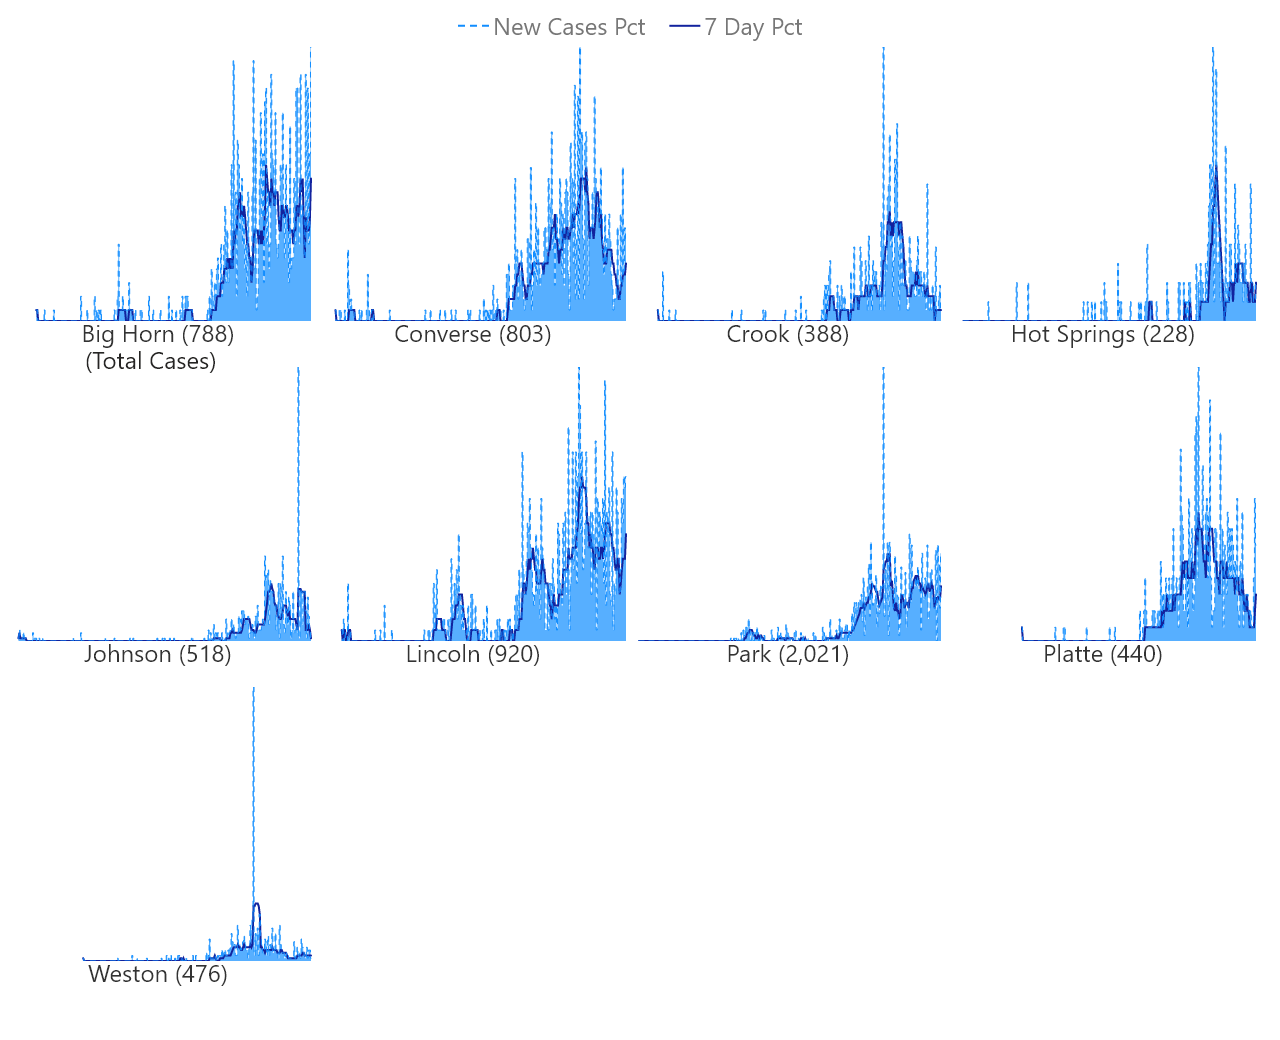 New Cases Pct 7 Day Pct
Big Horn (788) Converse (803) Crook (388) Hot Springs (228)
(Total Cases)
Johnson (518) Lincoln (920) Park (2,021) Platte (440)
Weston (476)